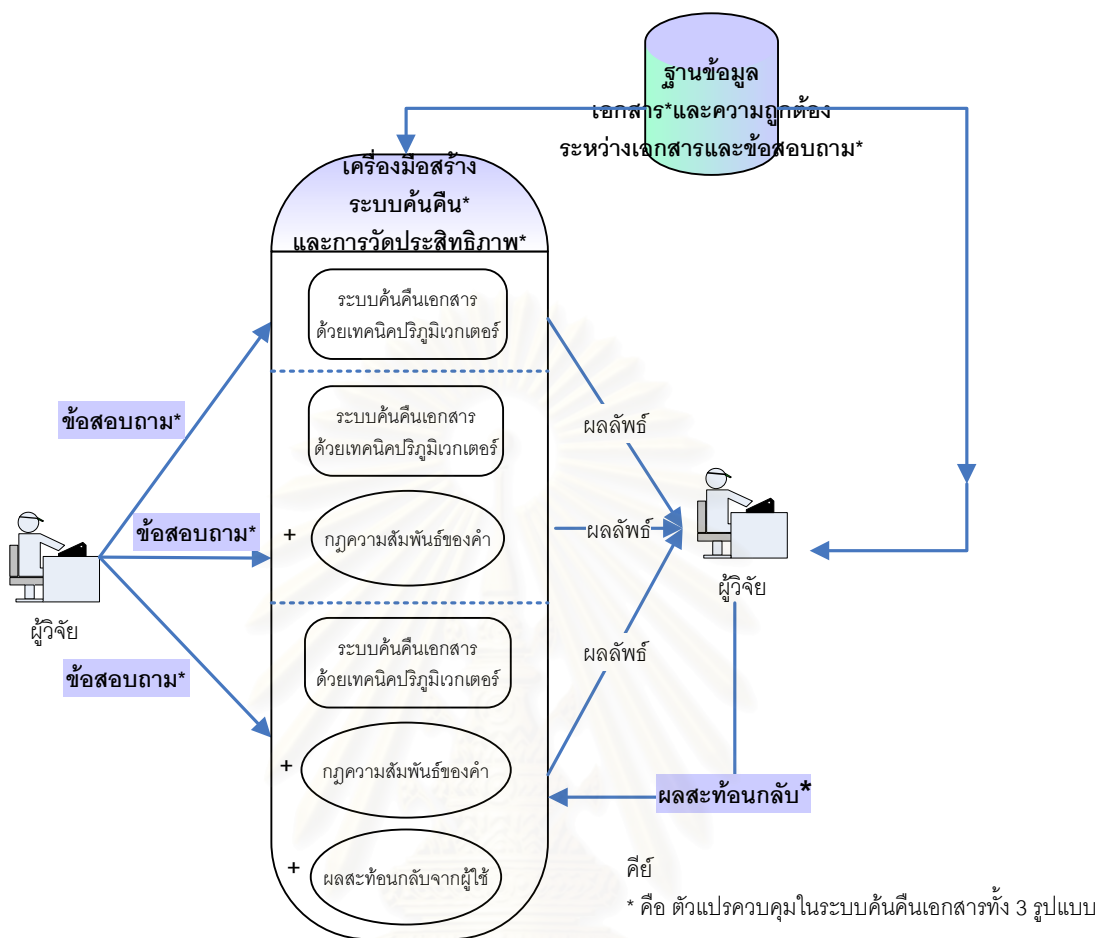 ฐานข้อมูล
เอกสาร*และความถูกต้อง
ระหว่างเอกสารและข้อสอบถาม*
เครื่องมือสร้าง
ระบบค้นคืน*
และการวัดประสิทธิภาพ*
ระบบค้นคืนเอกสาร
ด้วยเทคนิคปริภูมิเวกเตอร์
ข้อสอบถาม*
ระบบค้นคืนเอกสาร
ด้วยเทคนิคปริภูมิเวกเตอร์
ผลลัพธ์
ข้อสอบถาม*
+
กฎความสัมพันธ์ของคำ
ผลลัพธ์
ผู้วิจัย
ผู้วิจัย
ระบบค้นคืนเอกสาร
ด้วยเทคนิคปริภูมิเวกเตอร์
ผลลัพธ์
ข้อสอบถาม*
+
กฎความสัมพันธ์ของคำ
ผลสะท้อนกลับ*
+
ผลสะท้อนกลับจากผู้ใช้
คีย์
* คือ ตัวแปรควบคุมในระบบค้นคืนเอกสารทั้ง 3 รูปแบบ